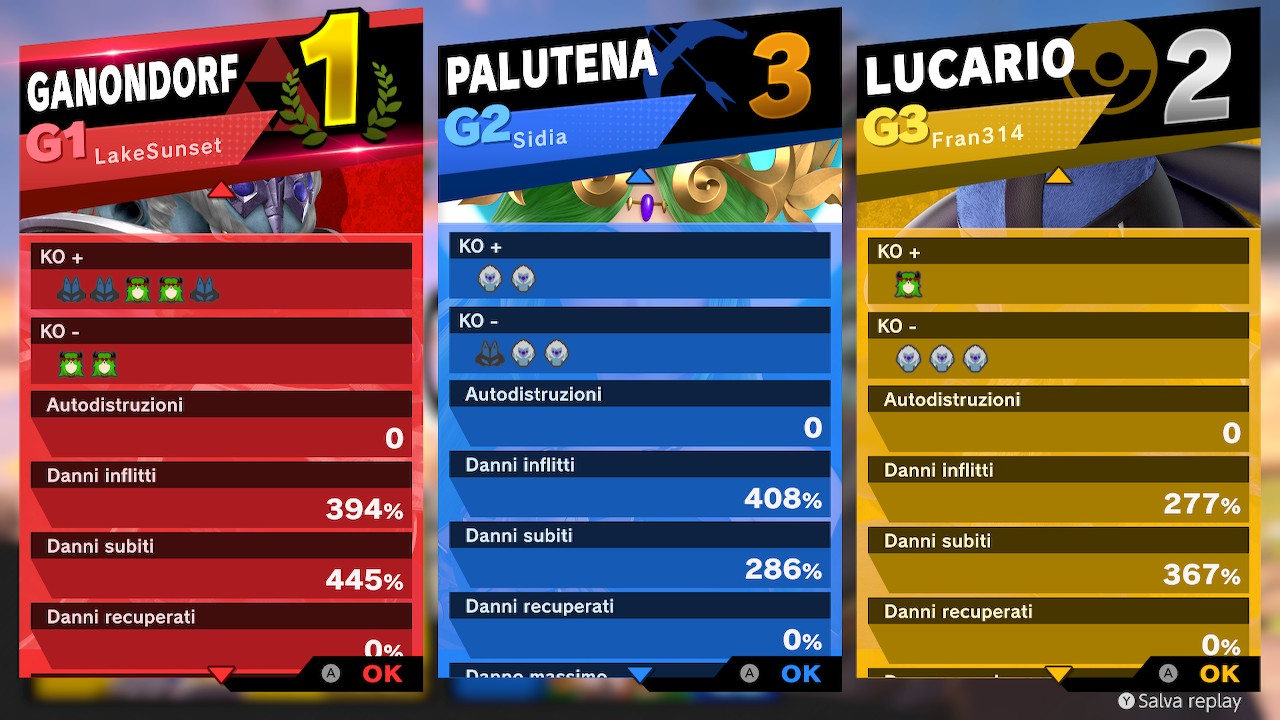 GANONDORF
1
G1 LakeSunset
KO +
KO -
Autodistruzioni
0
Danni inflitti
394%
Danni subiti
445%
Danni recuperati
0%
A OK
PALUTENA
3
G2 Sidia
KO +
KO -
Autodistruzioni
0
Danni inflitti
408%
Danni subiti
286%
Danni recuperati
0%
Danno massimo
A OK
LUCARIO
2
G3 Fran314
KO +
KO -
Autodistruzioni
0
Danni inflitti
277%
Danni subiti
367%
Danni recuperati
0%
A OK
Y Salva replay